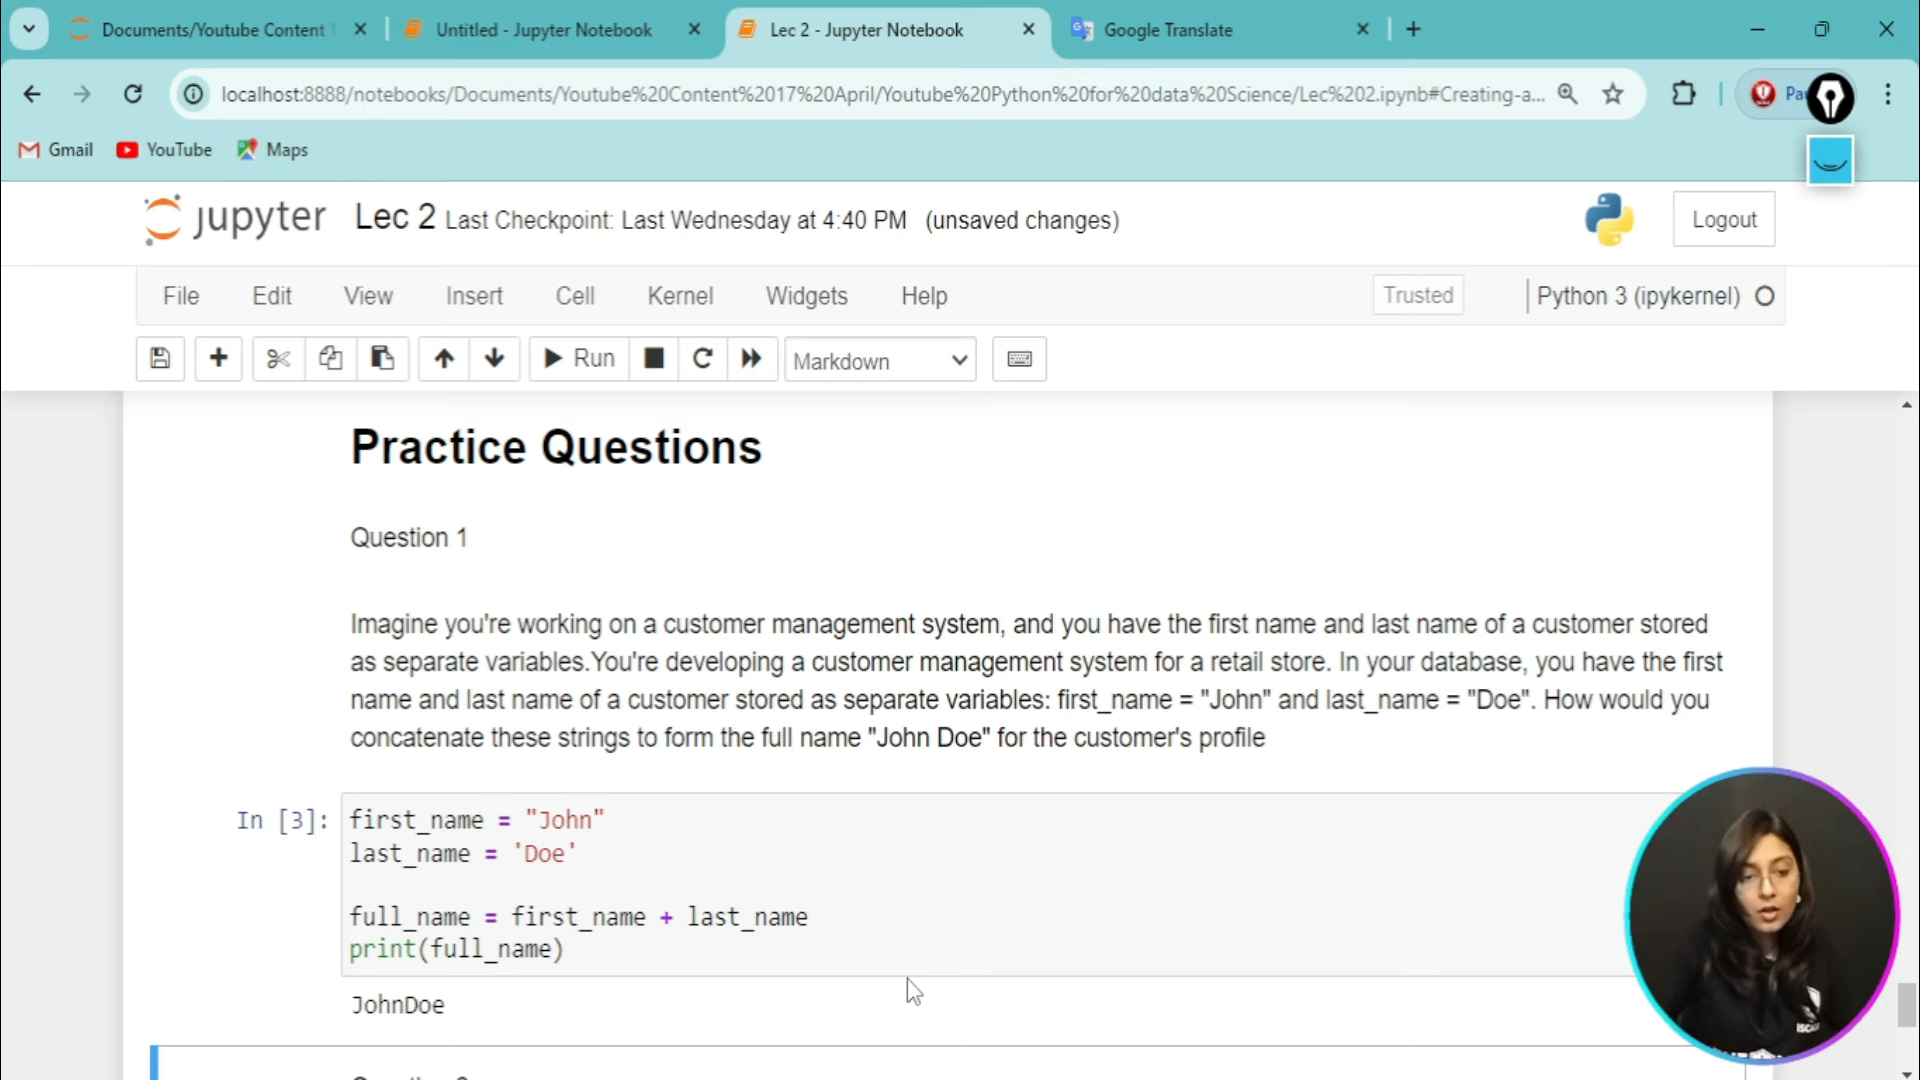 Documents/Youtube Content
Untitled - Jupyter Notebook
Lec 2 - Jupyter Notebook
Google Translate
localhost:8888/notebooks/Documents/Youtube%20Content%2017%20April/Youtube%20Python%20for%20data%20Science/Lec%202.ipynb#Creating-a...
Gmail
YouTube
Maps
jupyter Lec 2 Last Checkpoint: Last Wednesday at 4:40 PM (unsaved changes)
Logout
File Edit View Insert Cell Kernel Widgets Help
Trusted
Python 3 (ipykernel)
Run
Markdown
Practice Questions
Question 1
Imagine you're working on a customer management system, and you have the first name and last name of a customer stored
as separate variables.You're developing a customer management system for a retail store. In your database, you have the first
name and last name of a customer stored as separate variables: first_name = "John" and last_name = "Doe". How would you
concatenate these strings to form the full name "John Doe" for the customer's profile
In [3]:
first_name = "John"
last_name = 'Doe'
full_name = first_name + last_name
print(full_name)
JohnDoe